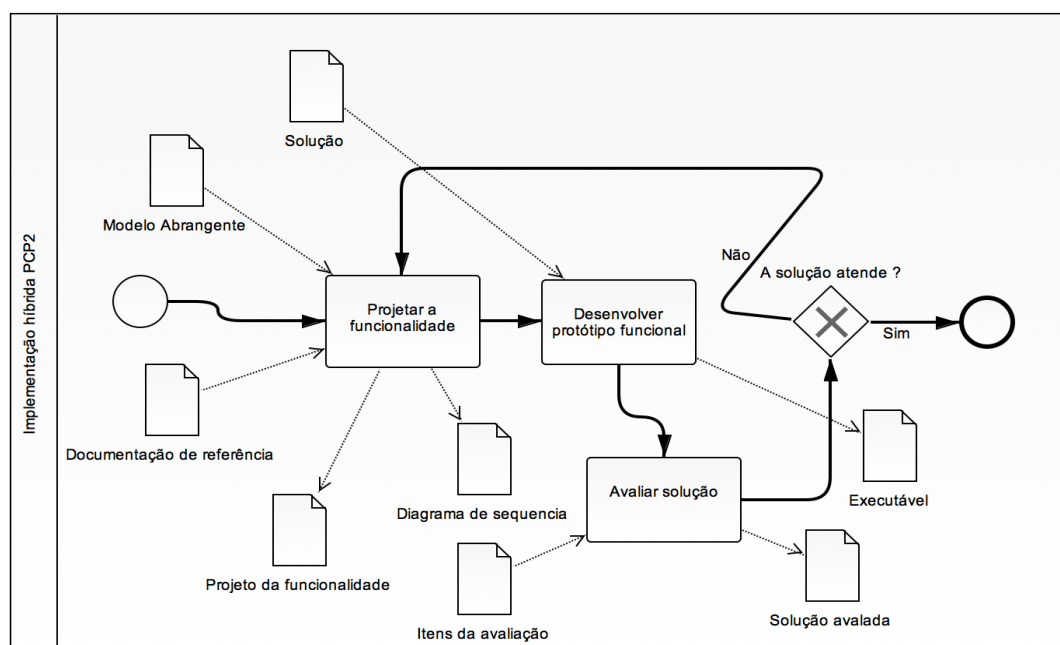 Implementação híbrida PCP2
Solução
Modelo Abrangente
Não
A solução atende ?
Projetar a
funcionalidade
Desenvolver
protótipo funcional
Sim
Documentação de referência
Avaliar solução
Executável
Diagrama de sequencia
Projeto da funcionalidade
Itens da avaliação
Solução avalada